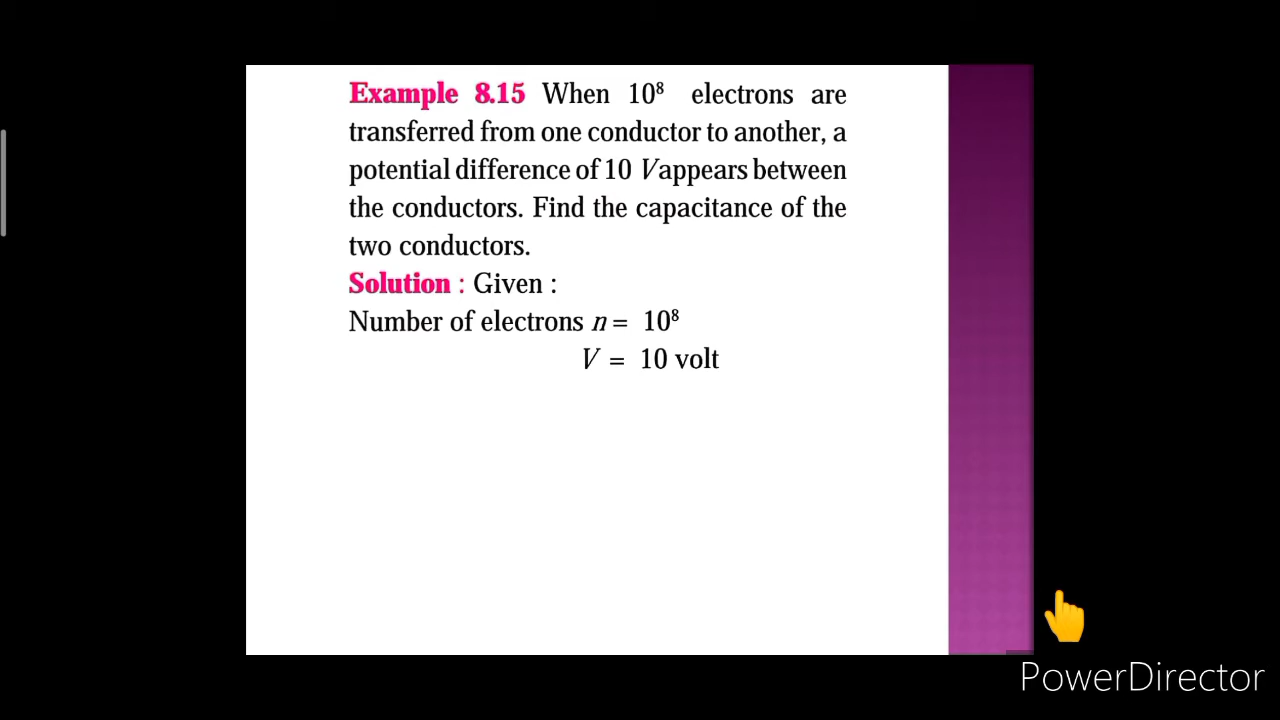 Example 8.15 When 10⁸ electrons are
transferred from one conductor to another, a
potential difference of 10 V appears between
the conductors. Find the capacitance of the
two conductors.
Solution : Given :
Number of electrons n = 10⁸
V = 10 volt
PowerDirector